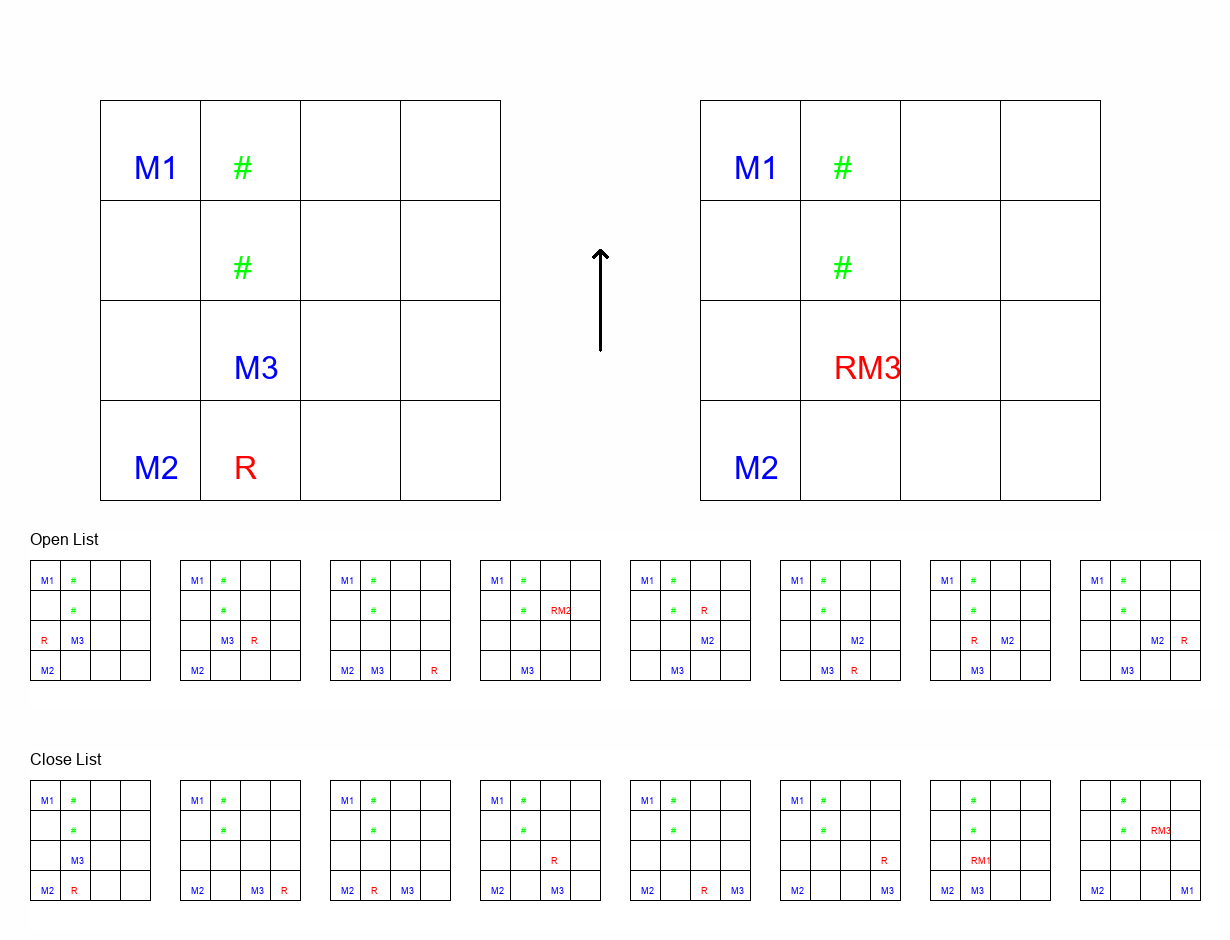 M1 # M1 #
# #
M3 RM3
M2 R M2
Open List
M1 # M1 # M1 # M1 # M1 # M1 # M1 # M1 #
# # # # RM2 # R # # #
R M3 M3 R M2 M2 R M2 M2 R
M2 M2 M2 M3 R M3 M3 M3 R M3 M3
Close List
M1 # M1 # M1 # M1 # M1 # M1 # # #
# # # # # # # # RM3
M3 R R RM1
M2 R M2 M3 R M2 R M3 M2 M3 M2 R M3 M2 M3 M2 M3 M2 M1